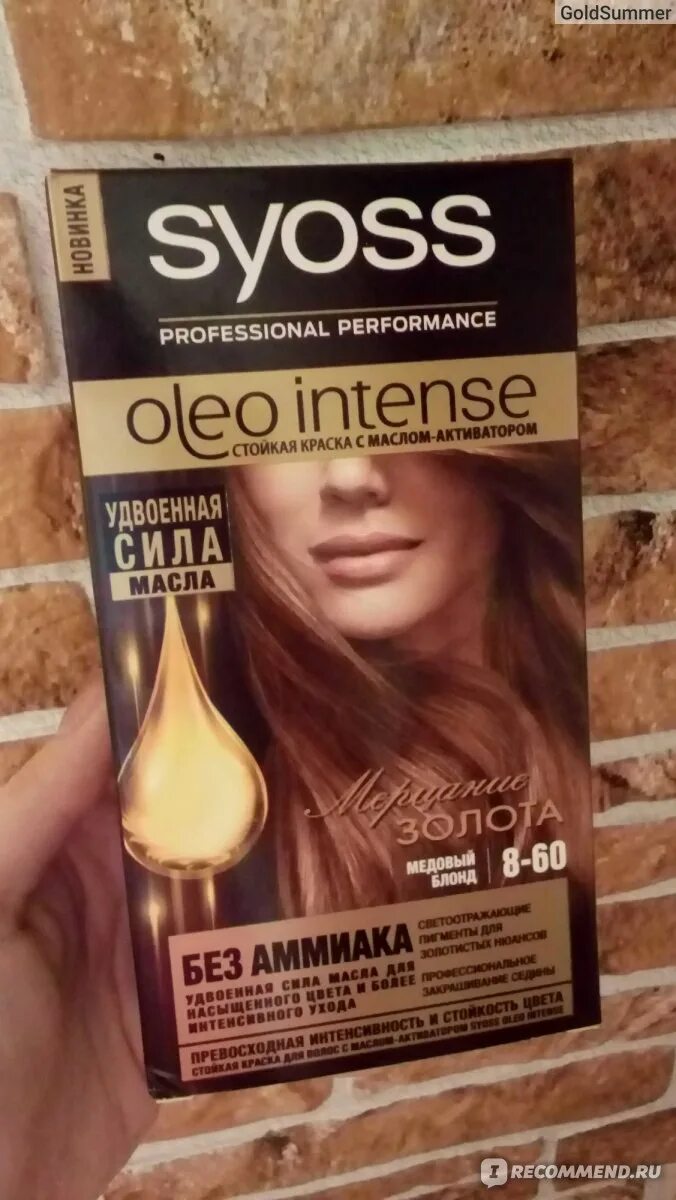 GoldSummer
НОВИНКА
syoss
PROFESSIONAL PERFORMANCE
oleo intense
СТОЙКАЯ КРАСКА С МАСЛОМ-АКТИВАТОРОМ
УДВОЕННАЯ
СИЛА
МАСЛА
Мерцание
ЗОЛОТА
МЕДОВЫЙ
БЛОНД
8-60
БЕЗ АММИАКА
УДВОЕННАЯ СИЛА МАСЛА ДЛЯ
НАСЫЩЕННОГО ЦВЕТА И БОЛЕЕ
ИНТЕНСИВНОГО УХОДА
СВЕТООТРАЖАЮЩИЕ
ПИГМЕНТЫ ДЛЯ
ЗОЛОТИСТЫХ НЮАНСОВ
ПРОФЕССИОНАЛЬНОЕ
ЗАКРАШИВАНИЕ СЕДИНЫ
ПРЕВОСХОДНАЯ ИНТЕНСИВНОСТЬ И СТОЙКОСТЬ ЦВЕТА
СТОЙКАЯ КРАСКА ДЛЯ ВОЛОС С МАСЛОМ-АКТИВАТОРОМ SYOSS OLEO INTENSE
I RECOMMEND.RU